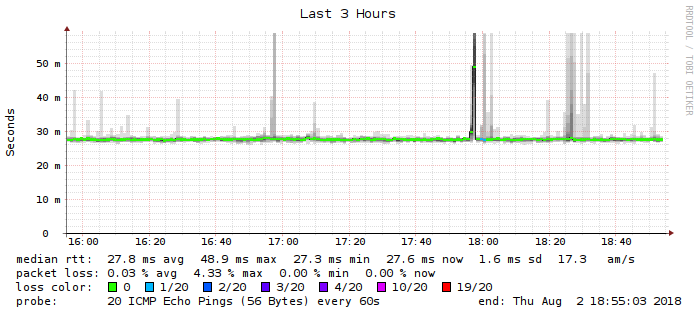 Last 3 Hours
RRDTOOL / TOBI OETIKER
Seconds
50 m
40 m
30 m
20 m
10 m
0
16:00 16:20 16:40 17:00 17:20 17:40 18:00 18:20 18:40
median rtt: 27.8 ms avg 48.9 ms max 27.3 ms min 27.6 ms now 1.6 ms sd 17.3 am/s
packet loss: 0.03 % avg 4.33 % max 0.00 % min 0.00 % now
loss color: 0 1/20 2/20 3/20 4/20 10/20 19/20
probe: 20 ICMP Echo Pings (56 Bytes) every 60s end: Thu Aug 2 18:55:03 2018